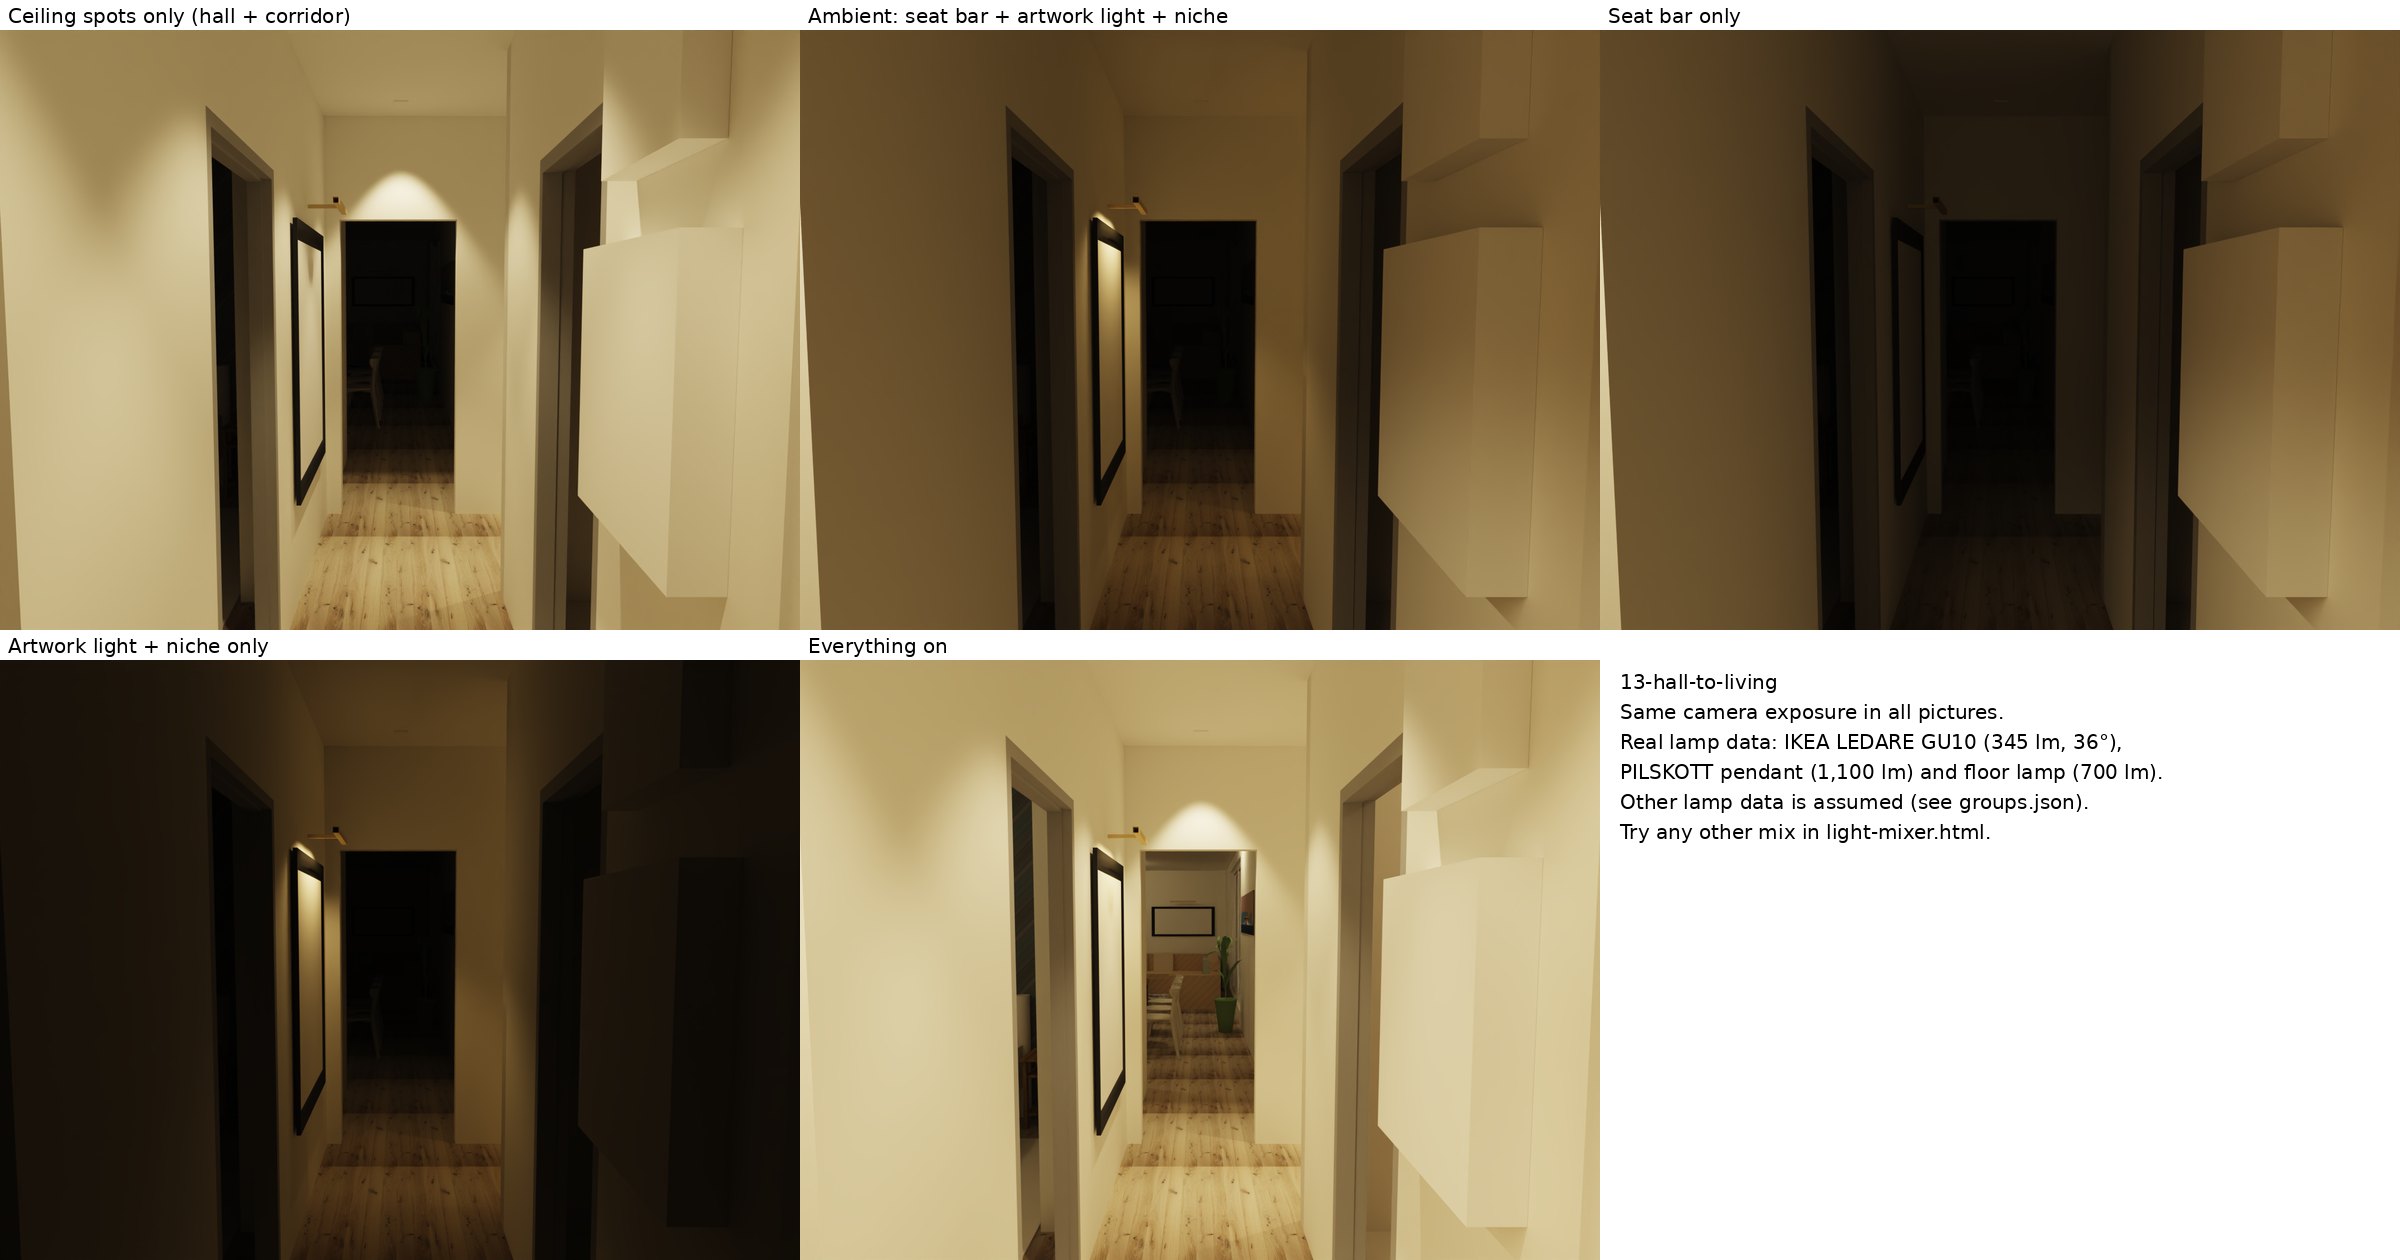 Ceiling spots only (hall + corridor)
Ambient: seat bar + artwork light + niche
Seat bar only
Artwork light + niche only
Everything on
13-hall-to-living
Same camera exposure in all pictures.
Real lamp data: IKEA LEDARE GU10 (345 lm, 36°),
PILSKOTT pendant (1,100 lm) and floor lamp (700 lm).
Other lamp data is assumed (see groups.json).
Try any other mix in light-mixer.html.